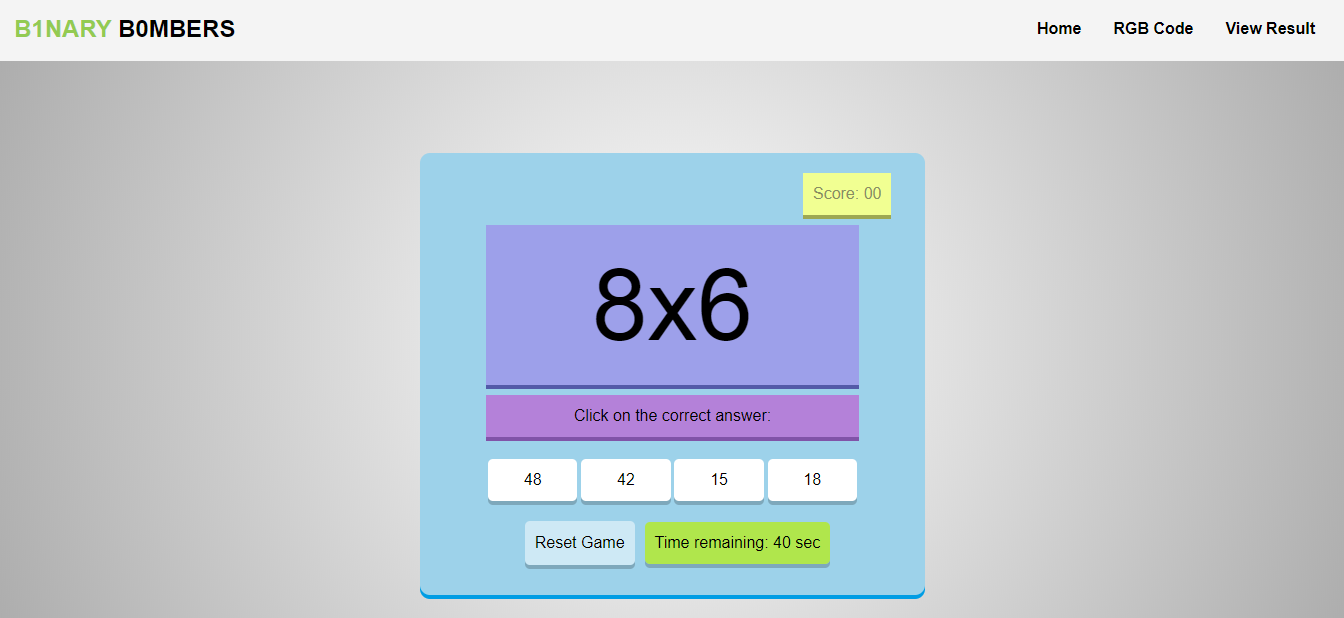 B1NARY B0MBERS Home RGB Code View Result
Score: 00
8x6
Click on the correct answer:
48 42 15 18
Reset Game Time remaining: 40 sec